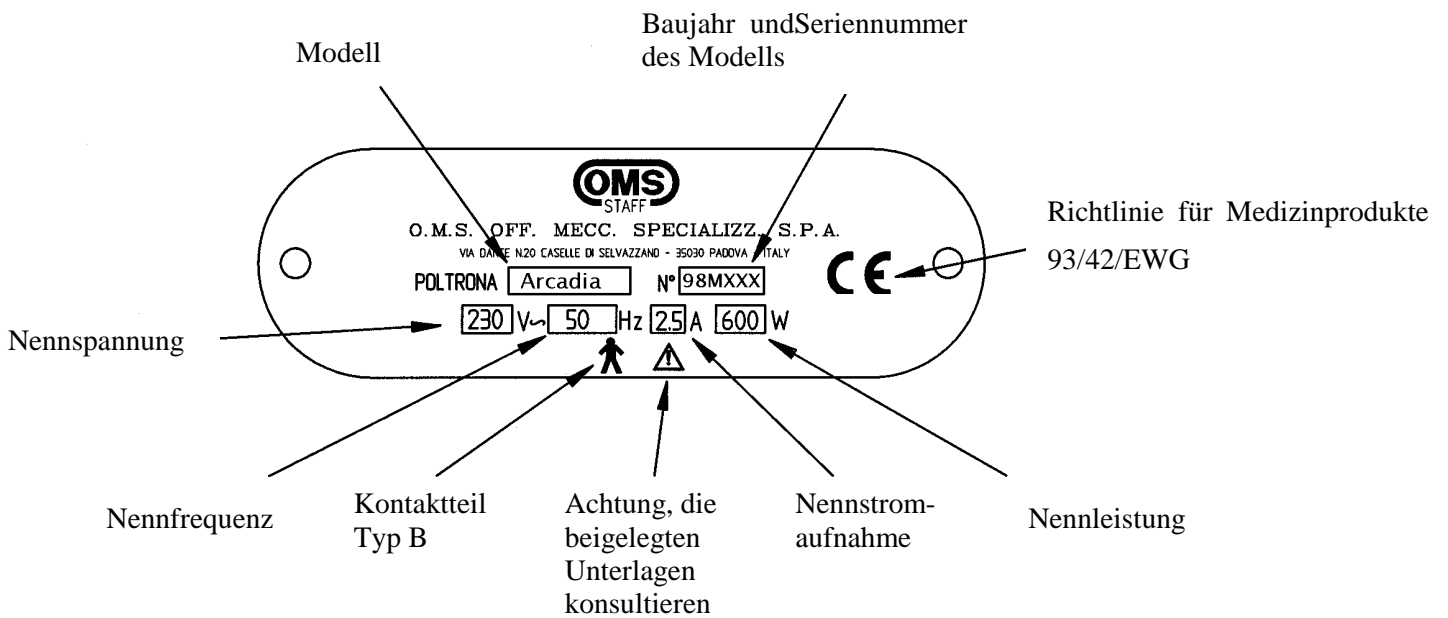 Baujahr undSeriennummer
des Modells
Modell
OMS
STAFF
O.M.S. OFF. MECC. SPECIALIZZ. S.P.A.
VIA DANTE N.20 CASELLE DI SELVAZZANO - 35030 PADOVA ITALY
POLTRONA Arcadia N° 98MXXX
CE
Richtlinie für Medizinprodukte
93/42/EWG
230 V~ 50 Hz 2.5 A 600 W
Nennspannung
Nennfrequenz
Kontaktteil
Typ B
Achtung, die
beigelegten
Unterlagen
konsultieren
Nennstrom-
aufnahme
Nennleistung